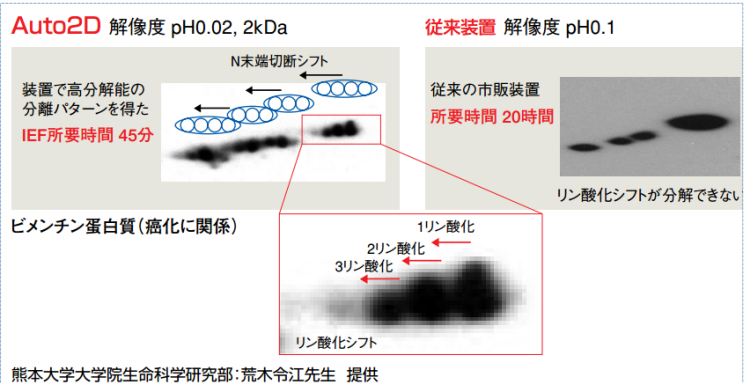 Auto2D 解像度 pH0.02, 2kDa
N末端切断シフト
装置で高分解能の
分離パターンを得た
IEF所要時間 45分
従来装置 解像度 pH0.1
従来の市販装置
所要時間 20時間
リン酸化シフトが分解できない
ビメンチン蛋白質(癌化に関係)
1リン酸化
2リン酸化
3リン酸化
リン酸化シフト
熊本大学大学院生命科学研究部:荒木令江先生 提供